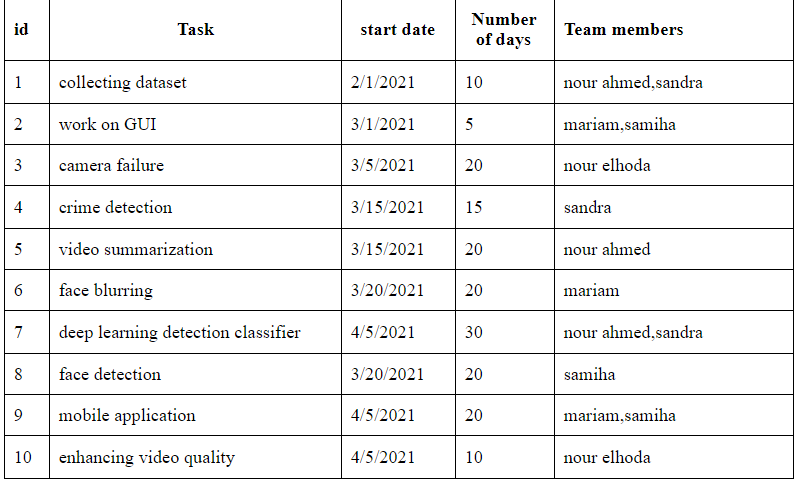 id Task start date Number of days Team members
1 collecting dataset 2/1/2021 10 nour ahmed,sandra
2 work on GUI 3/1/2021 5 mariam,samiha
3 camera failure 3/5/2021 20 nour elhoda
4 crime detection 3/15/2021 15 sandra
5 video summarization 3/15/2021 20 nour ahmed
6 face blurring 3/20/2021 20 mariam
7 deep learning detection classifier 4/5/2021 30 nour ahmed,sandra
8 face detection 3/20/2021 20 samiha
9 mobile application 4/5/2021 20 mariam,samiha
10 enhancing video quality 4/5/2021 10 nour elhoda